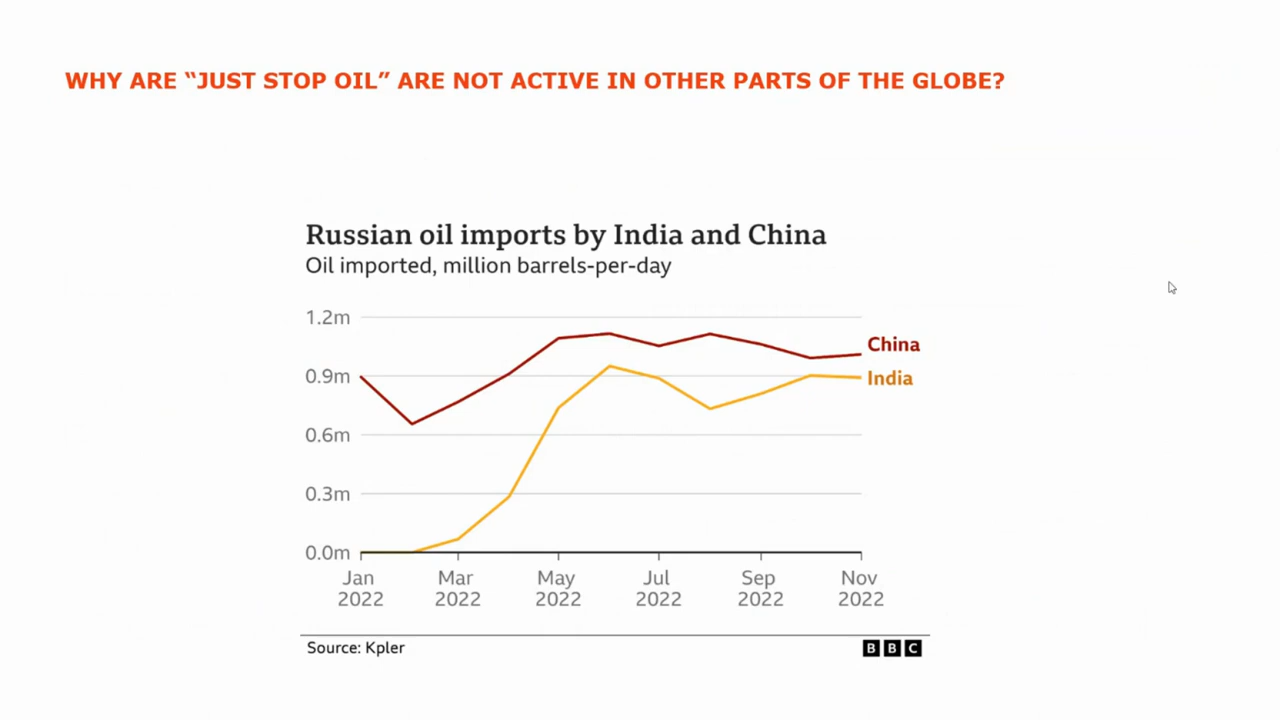 WHY ARE “JUST STOP OIL” ARE NOT ACTIVE IN OTHER PARTS OF THE GLOBE?
Russian oil imports by India and China
Oil imported, million barrels-per-day
1.2m
China
0.9m
India
0.6m
0.3m
0.0m
Jan Mar May Jul Sep Nov
2022 2022 2022 2022 2022 2022
Source: Kpler
BBC